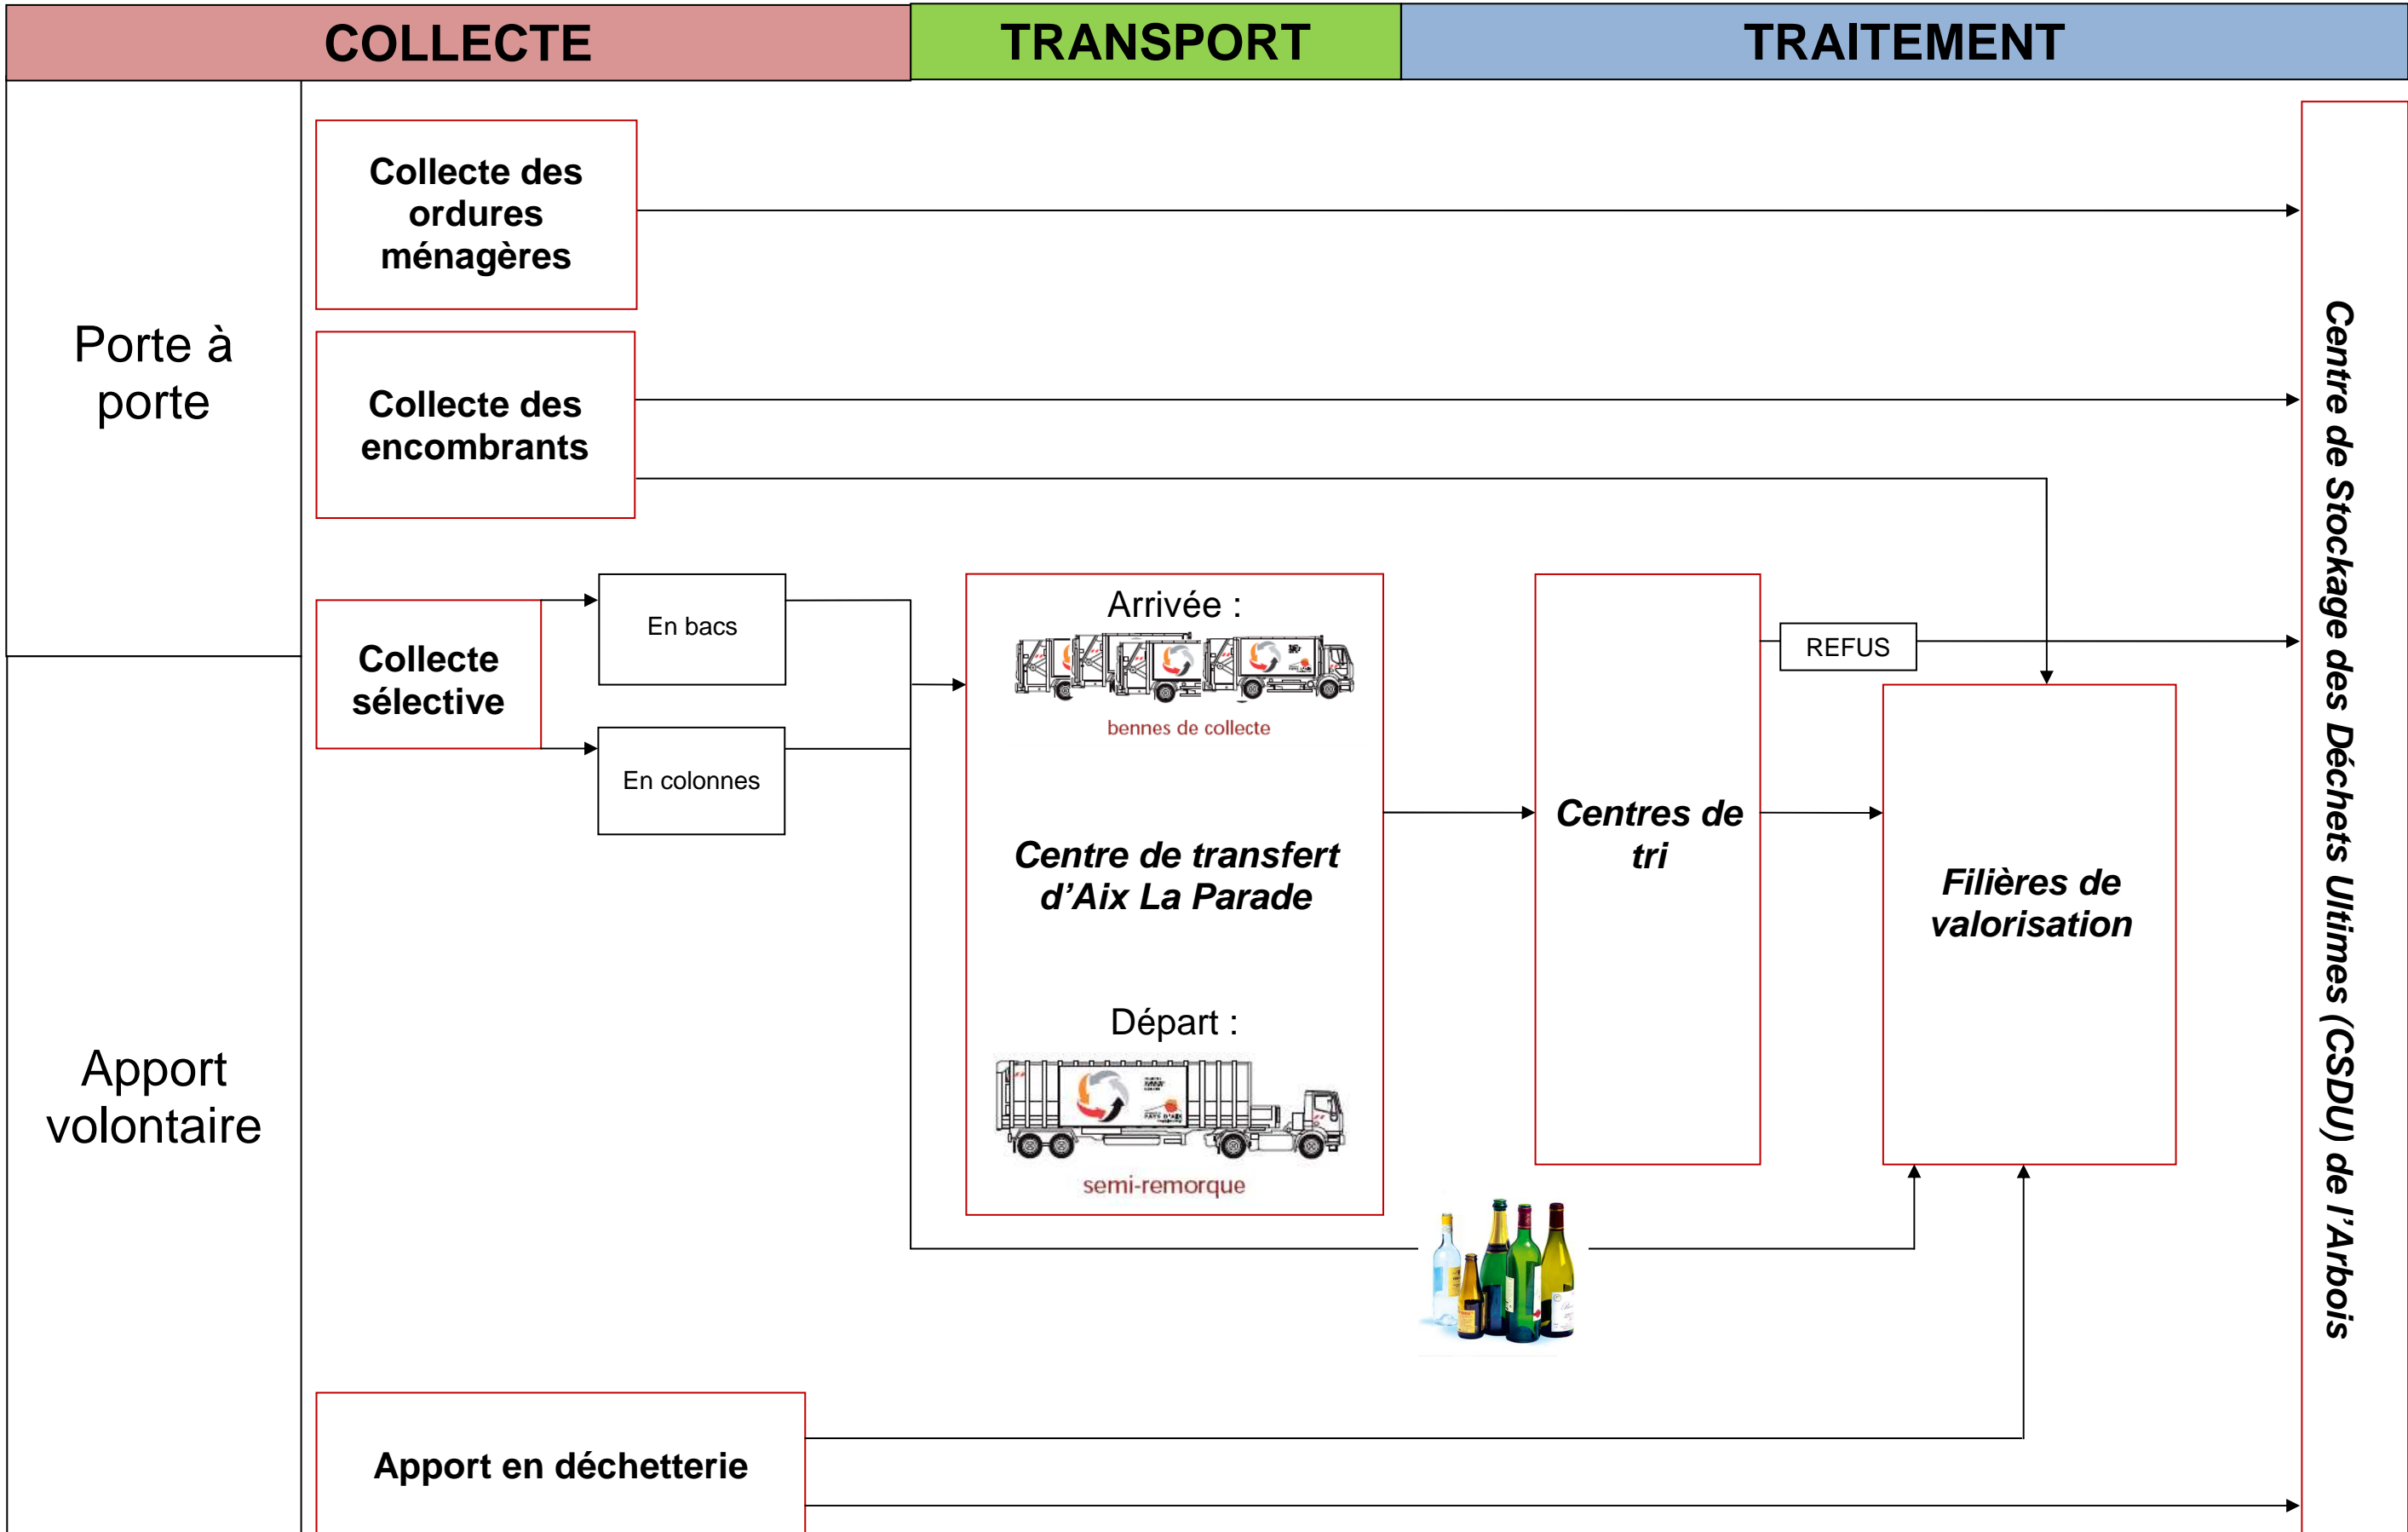 COLLECTE
TRANSPORT
TRAITEMENT
Porte à
porte
Collecte des
ordures
ménagères
Collecte des
encombrants
Collecte
sélective
En bacs
En colonnes
Arrivée :
bennes de collecte
Centre de transfert
d’Aix La Parade
Départ :
PAYS D'AIX
semi-remorque
Centres de
tri
REFUS
Filières de
valorisation
Centre de Stockage des Déchets Ultimes (CSDU) de l’Arbois
Apport
volontaire
Apport en déchetterie